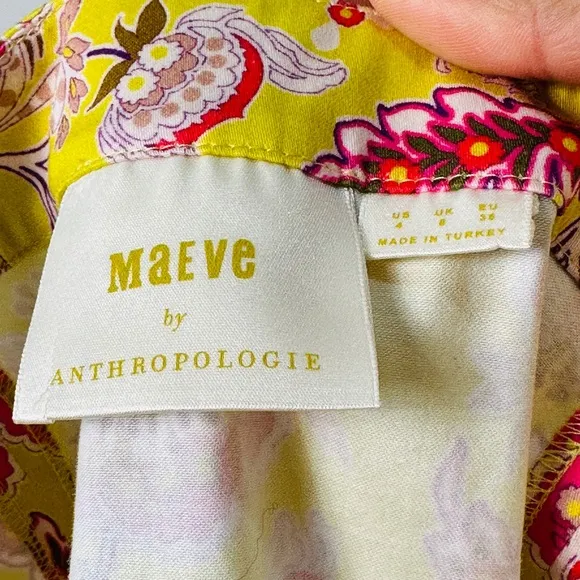 MaEve
by
ANTHROPOLOGIE
US UK EU
4 8 36
MADE IN TURKEY